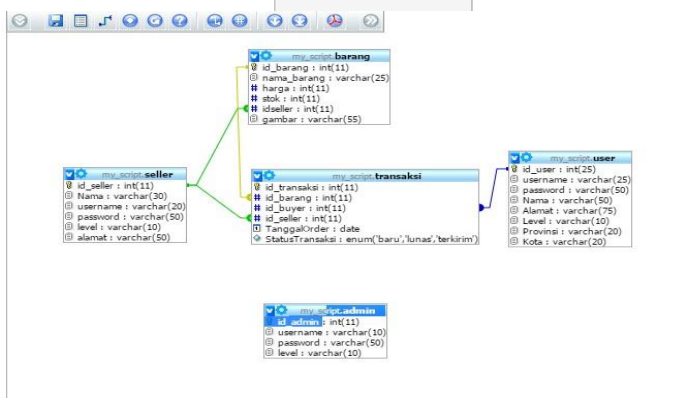 my_script.barang
id_barang : int(11)
nama_barang : varchar(25)
harga : int(11)
stok : int(11)
idseller : int(11)
gambar : varchar(55)
my_script.seller
id_seller : int(11)
Nama : varchar(30)
username : varchar(20)
password : varchar(50)
level : varchar(10)
alamat : varchar(50)
my_script.transaksi
id_transaksi : int(11)
id_barang : int(11)
id_buyer : int(11)
id_seller : int(11)
TanggalOrder : date
StatusTransaksi : enum('baru','lunas','terkirim')
my_script.user
id_user : int(25)
username : varchar(25)
password : varchar(50)
Nama : varchar(50)
Alamat : varchar(75)
Level : varchar(10)
Provinsi : varchar(20)
Kota : varchar(20)
my_script.admin
id_admin : int(11)
username : varchar(10)
password : varchar(50)
level : varchar(10)